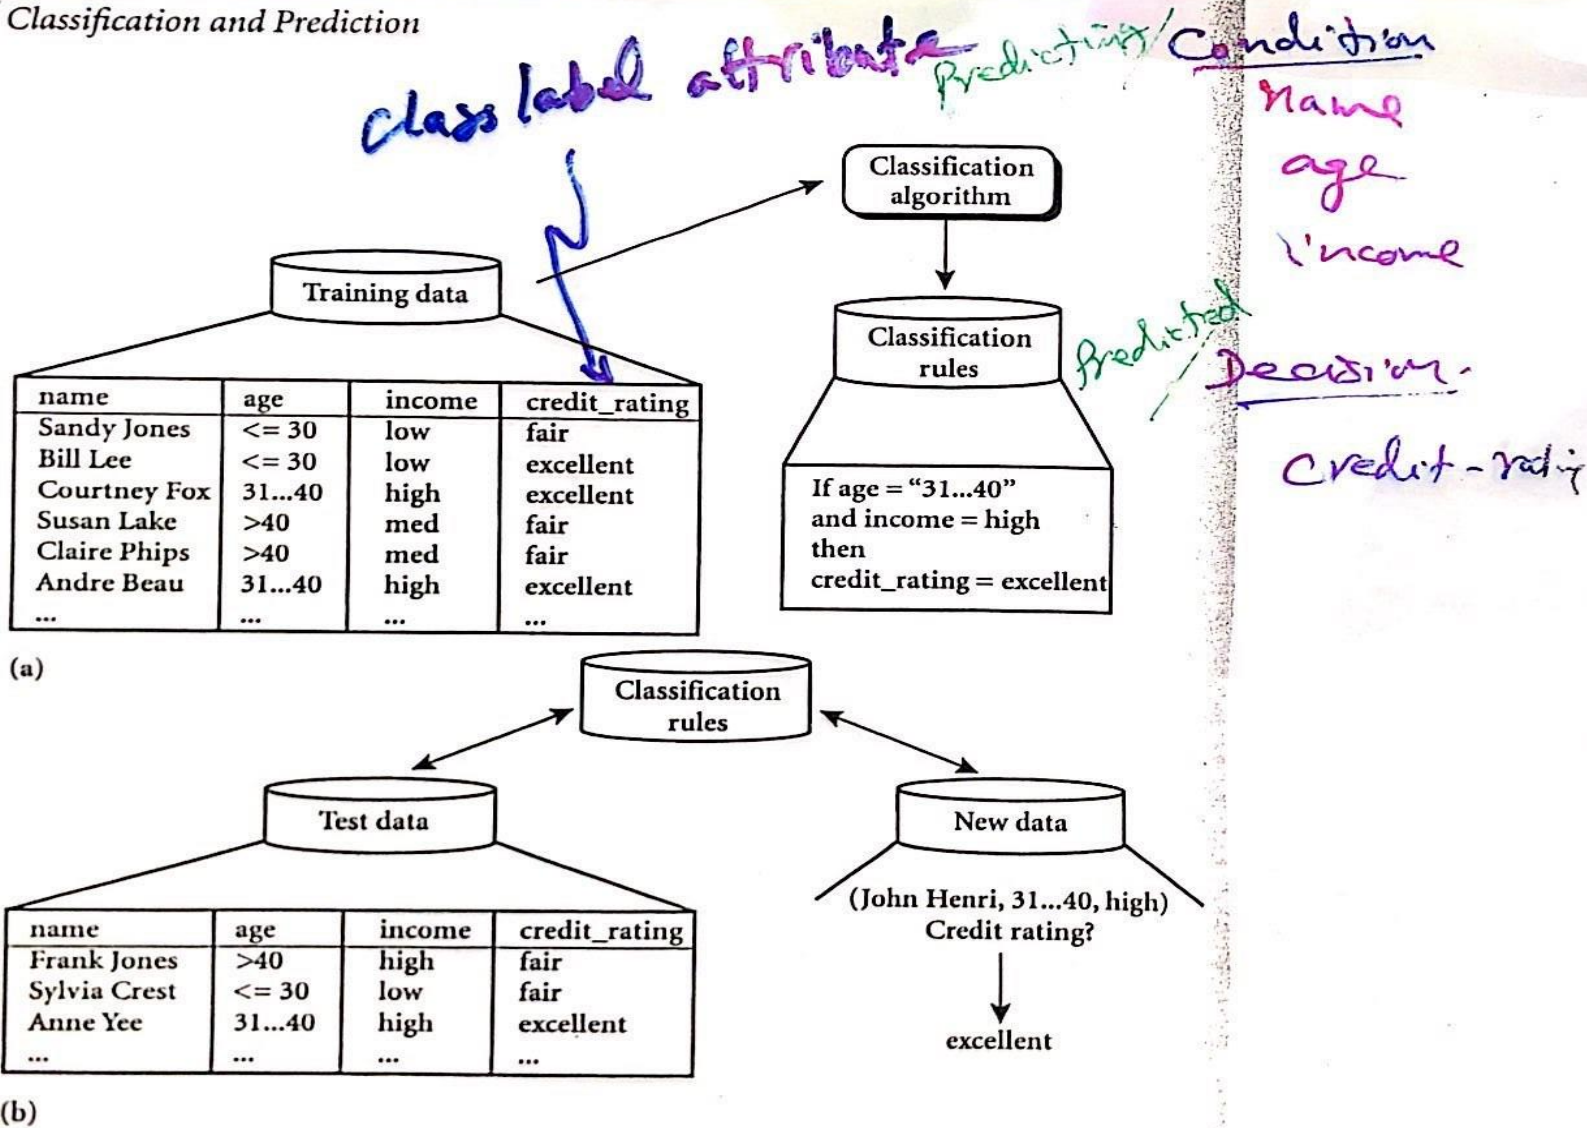 Classification and Prediction
class label attribute
Predicting/
Condition
Name
age
income
Predicted
Decision.
Credit-
Classification
algorithm
Training data
Classification
rules
name age income credit_rating
Sandy Jones <= 30 low fair
Bill Lee <= 30 low excellent
Courtney Fox 31...40 high excellent
Susan Lake >40 med fair
Claire Phips >40 med fair
Andre Beau 31...40 high excellent
... ... ... ...
If age = “31...40”
and income = high
then
credit_rating = excellent
(a)
Classification
rules
Test data
name age income credit_rating
Frank Jones >40 high fair
Sylvia Crest <= 30 low fair
Anne Yee 31...40 high excellent
... ... ... ...
New data
(John Henri, 31...40, high)
Credit rating?
excellent
(b)